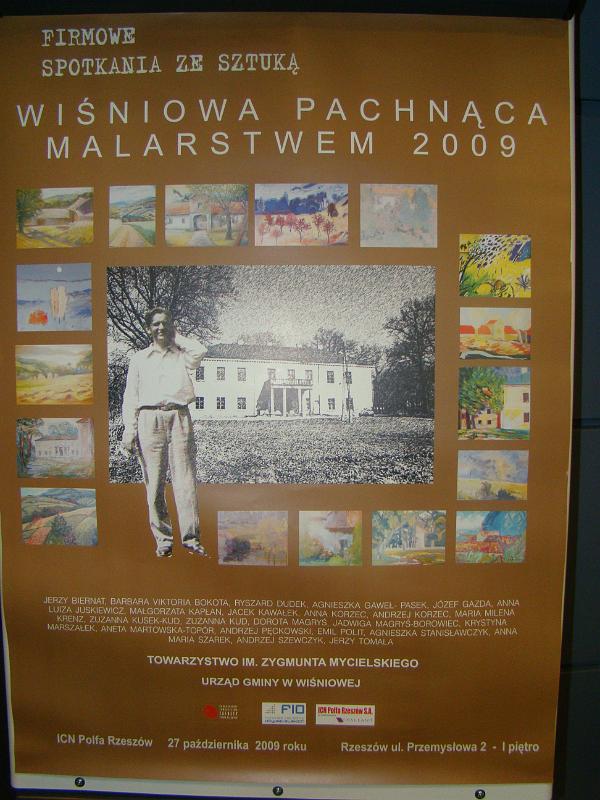 FIRMOWE
SPOTKANIA ZE SZTUKĄ
WIŚNIOWA PACHNĄCA
MALARSTWEM 2009
JERZY BIERNAT, BARBARA VIKTORIA BOKOTA, RYSZARD DUDEK, AGNIESZKA GAWEŁ- PASEK, JÓZEF GAZDA, ANNA
LUIZA JUSKIEWICZ, MAŁGORZATA KAPŁAN, JACEK KAWAŁEK, ANNA KORZEC, ANDRZEJ KORZEC, MARIA MILENA
KRENZ, ZUZANNA KUSEK-KUD, ZUZANNA KUD, DOROTA MAGRYŚ, JADWIGA MAGRYŚ-BOROWIEC, KRYSTYNA
MARSZAŁEK, ANETA MARTOWSKA-TOPÓR, ANDRZEJ PĘCKOWSKI, EMIL POLIT, AGNIESZKA STANISŁAWCZYK, ANNA
MARIA SZAREK, ANDRZEJ SZEWCZYK, JERZY TOMALA
TOWARZYSTWO IM. ZYGMUNTA MYCIELSKIEGO
URZĄD GMINY W WIŚNIOWEJ
FIO
ICN Polfa Rzeszów S.A.
ICN Polfa Rzeszów 27 października 2009 roku Rzeszów ul. Przemysłowa 2 - I piętro